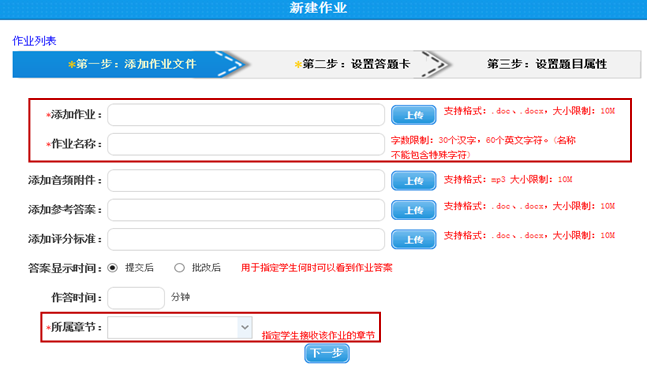 新建作业
作业列表
*第一步：添加作业文件 *第二步：设置答题卡 第三步：设置题目属性
*添加作业： 上传 支持格式：.doc、.docx，大小限制：10M
*作业名称： 字数限制：30个汉字，60个英文字符。(名称
不能包含特殊字符)
添加音频附件： 上传 支持格式：mp3 大小限制：10M
添加参考答案： 上传 支持格式：.doc、.docx，大小限制：10M
添加评分标准： 上传 支持格式：.doc、.docx，大小限制：10M
答案显示时间： 提交后 批改后 用于指定学生何时可以看到作业答案
作答时间： 分钟
*所属章节： 指定学生接收该作业的章节
下一步